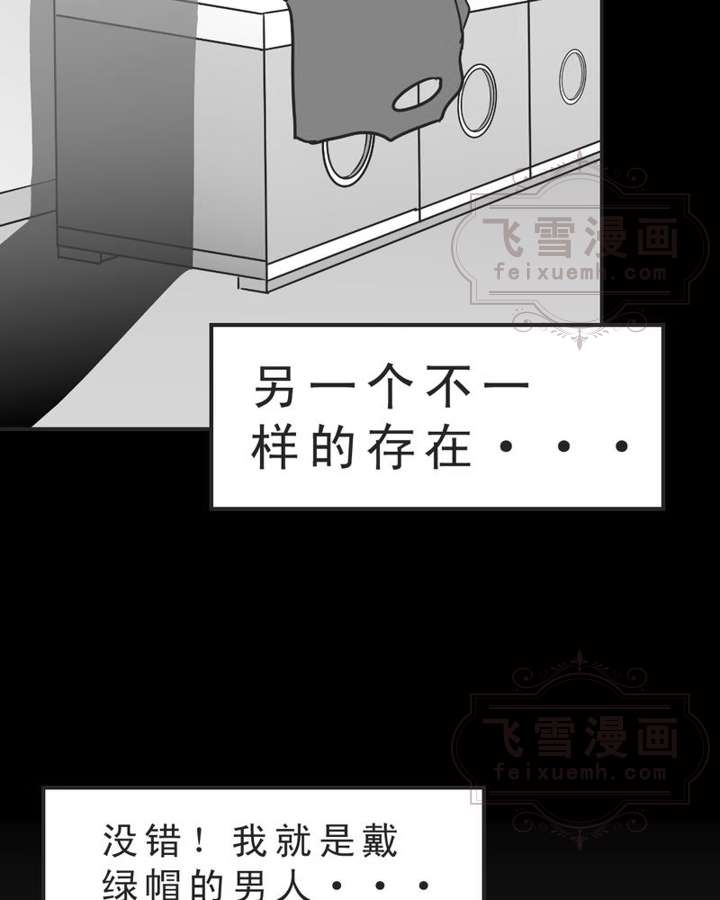 飞雪漫画
feixuemh.com
另一个不一
样的存在···
飞雪漫画
feixuemh.com
没错！我就是戴
绿帽的男人···